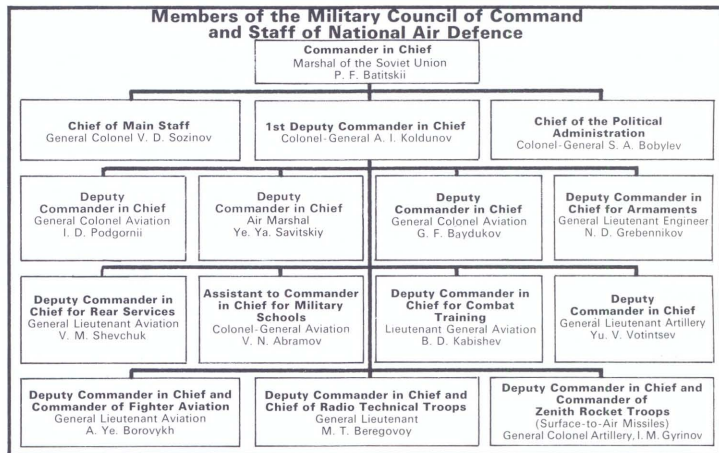 Members of the Military Council of Command
and Staff of National Air Defence
Commander in Chief
Marshal of the Soviet Union
P. F. Batitskii
Chief of Main Staff
General Colonel V. D. Sozinov
1st Deputy Commander in Chief
Colonel-General A. I. Koldunov
Chief of the Political
Administration
Colonel-General S. A. Bobylev
Deputy
Commander in Chief
General Colonel Aviation
I. D. Podgornii
Deputy
Commander in Chief
Air Marshal
Ye. Ya. Savitskiy
Deputy
Commander in Chief
General Colonel Aviation
G. F. Baydukov
Deputy Commander in
Chief for Armaments
General Lieutenant Engineer
N. D. Grebennikov
Deputy Commander in
Chief for Rear Services
General Lieutenant Aviation
V. M. Shevchuk
Assistant to Commander
in Chief for Military
Schools
Colonel-General Aviation
V. N. Abramov
Deputy Commander in
Chief for Combat
Training
Lieutenant General Aviation
B. D. Kabishev
Deputy
Commander in Chief
General Lieutenant Artillery
Yu. V. Votintsev
Deputy Commander in Chief and
Commander of Fighter Aviation
General Lieutenant Aviation
A. Ye. Borovykh
Deputy Commander in Chief and
Chief of Radio Technical Troops
General Lieutenant
M. T. Beregovoy
Deputy Commander in Chief and
Commander of
Zenith Rocket Troops
(Surface-to-Air Missiles)
General Colonel Artillery, I. M. Gyrinov